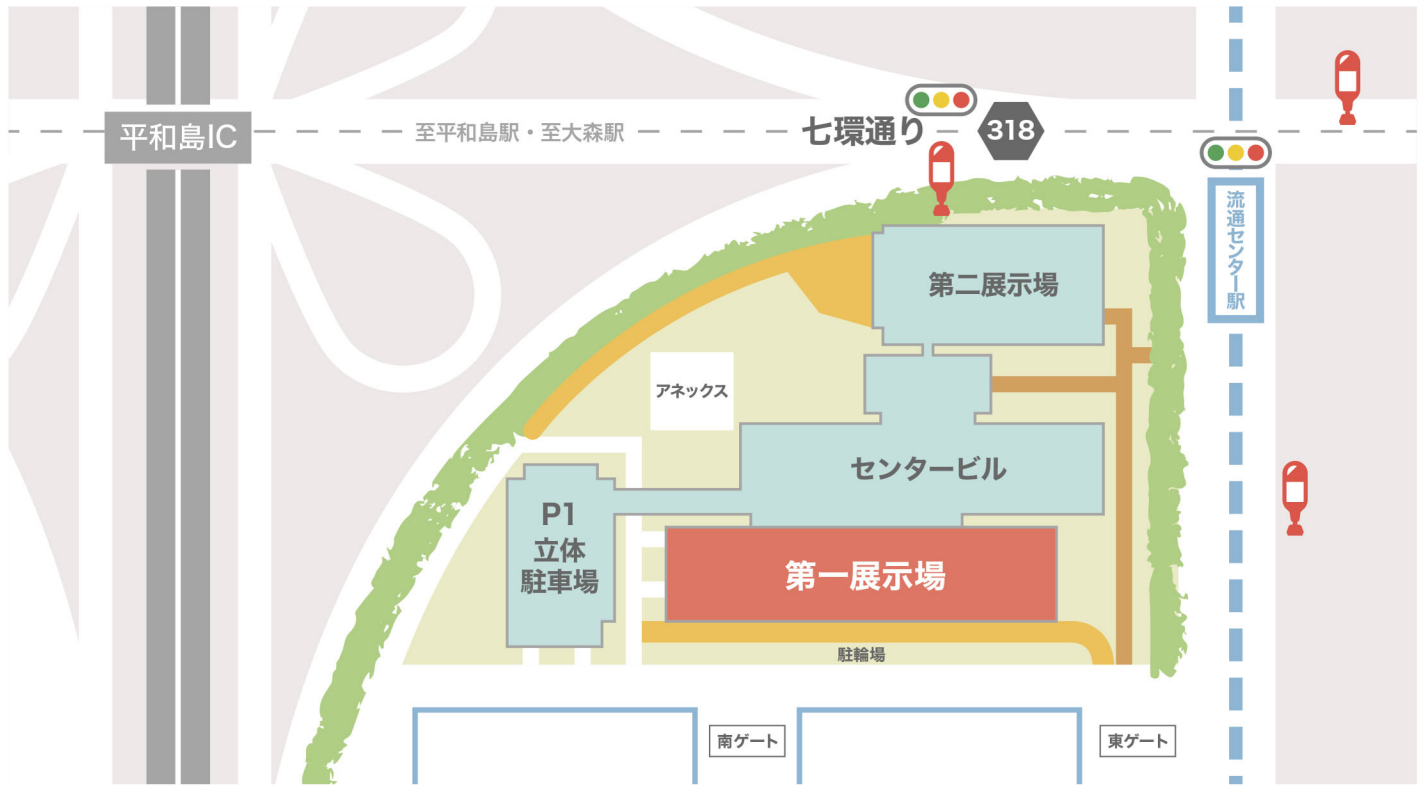 平和島IC
至平和島駅・至大森駅
七環通り
318
流通センター駅
第二展示場
アネックス
センタービル
P1
立体
駐車場
第一展示場
駐輪場
南ゲート
東ゲート